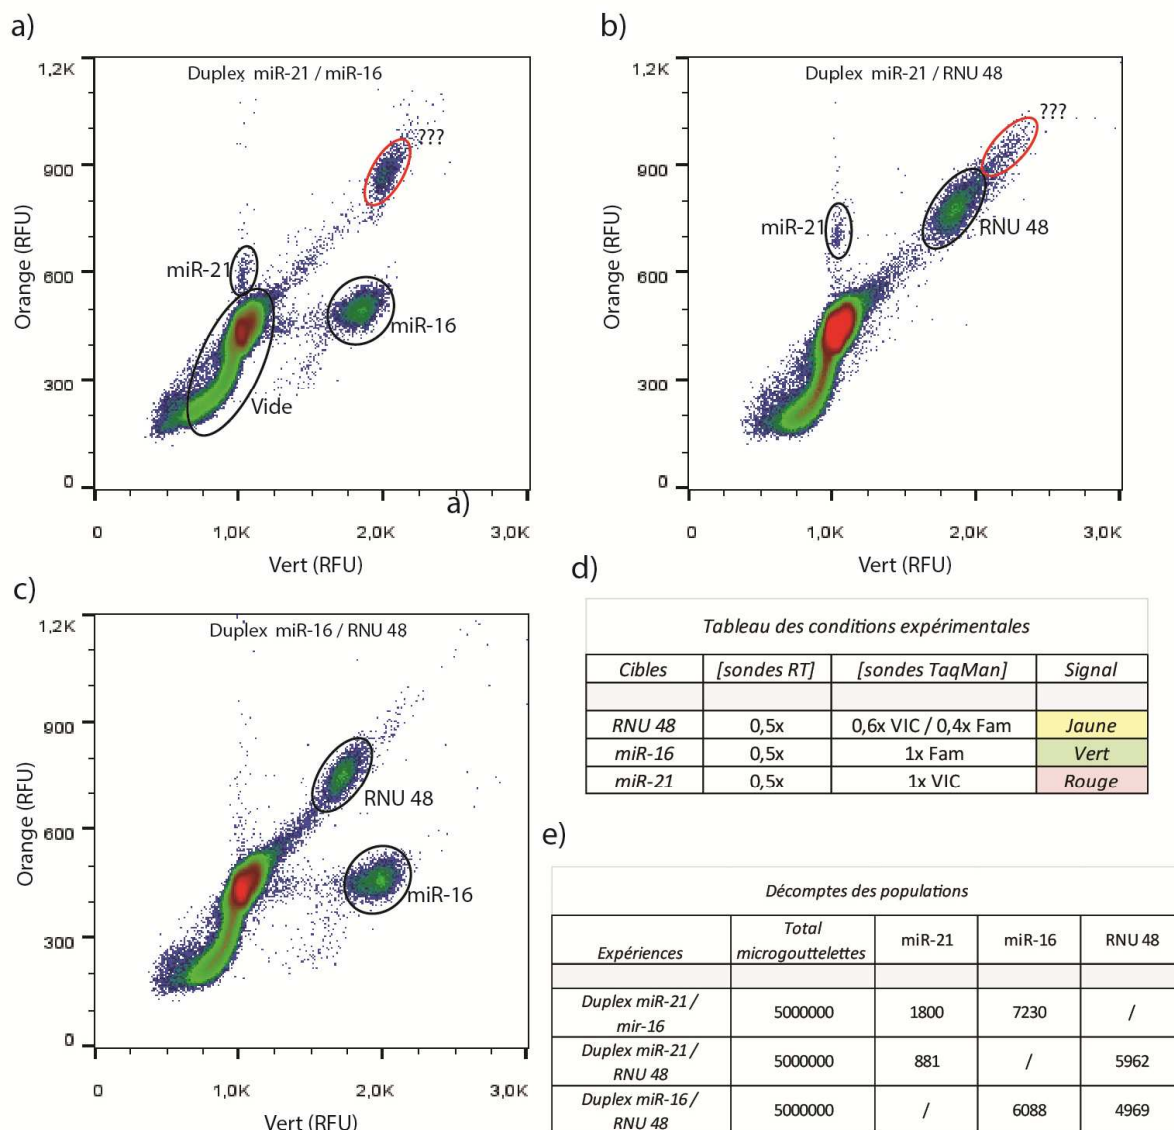 a)
Duplex miR-21 / miR-16
1,2K
900
600
300
0
Orange (RFU)
???
miR-21
miR-16
Vide
a)
0 1,0K 2,0K 3,0K
Vert (RFU)
b)
Duplex miR-21 / RNU 48
1,2K
900
600
300
0
Orange (RFU)
???
miR-21
RNU 48
0 1,0K 2,0K 3,0K
Vert (RFU)
c)
Duplex miR-16 / RNU 48
1,2K
900
600
300
0
Orange (RFU)
RNU 48
miR-16
0 1,0K 2,0K 3,0K
Vert (RFU)
d)
Tableau des conditions expérimentales
Cibles [sondes RT] [sondes TaqMan] Signal
RNU 48 0,5x 0,6x VIC / 0,4x Fam Jaune
miR-16 0,5x 1x Fam Vert
miR-21 0,5x 1x VIC Rouge
e)
Décomptes des populations
Expériences Total microgouttelettes miR-21 miR-16 RNU 48
Duplex miR-21 /
mir-16 5000000 1800 7230 /
Duplex miR-21 /
RNU 48 5000000 881 / 5962
Duplex miR-16 /
RNU 48 5000000 / 6088 4969